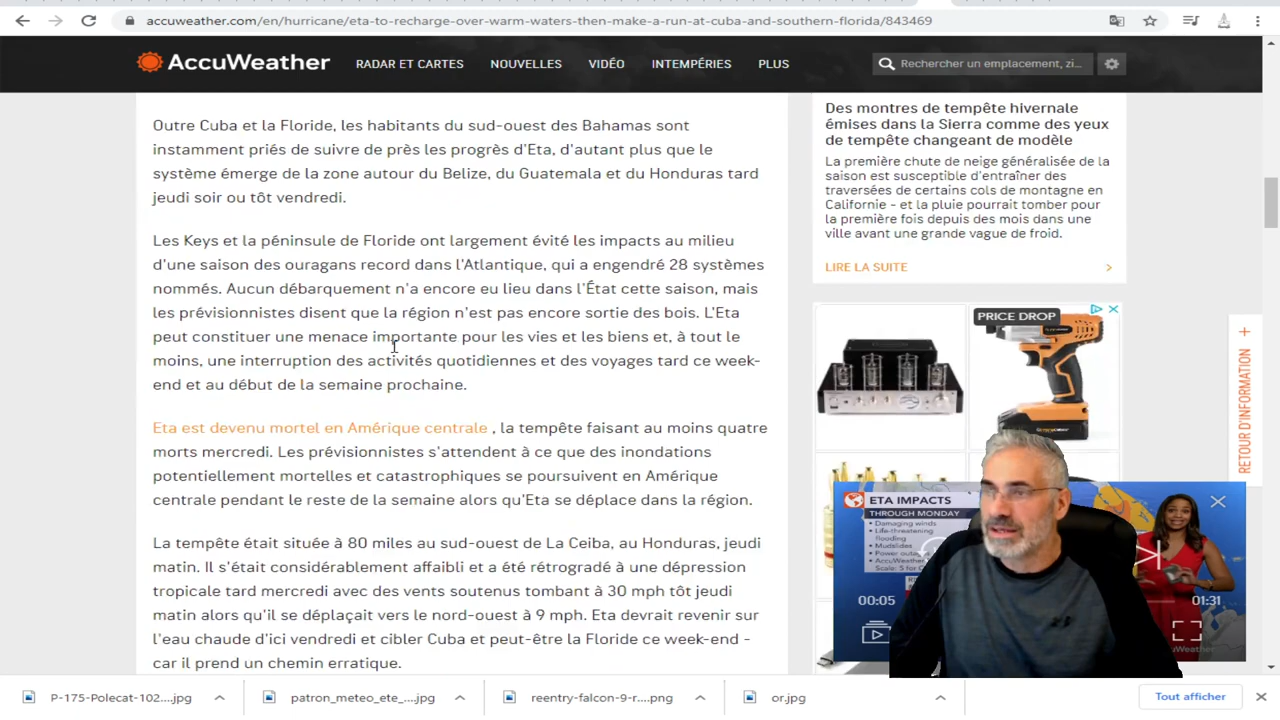 accuweather.com/en/hurricane/eta-to-recharge-over-warm-waters-then-make-a-run-at-cuba-and-southern-florida/843469
AccuWeather
RADAR ET CARTES
NOUVELLES
VIDÉO
INTEMPÉRIES
PLUS
Rechercher un emplacement, zi...
Outre Cuba et la Floride, les habitants du sud-ouest des Bahamas sont
instamment priés de suivre de près les progrès d'Eta, d'autant plus que le
système émerge de la zone autour du Belize, du Guatemala et du Honduras tard
jeudi soir ou tôt vendredi.
Les Keys et la péninsule de Floride ont largement évité les impacts au milieu
d'une saison des ouragans record dans l'Atlantique, qui a engendré 28 systèmes
nommés. Aucun débarquement n'a encore eu lieu dans l'État cette saison, mais
les prévisionnistes disent que la région n'est pas encore sortie des bois. L'Eta
peut constituer une menace importante pour les vies et les biens et, à tout le
moins, une interruption des activités quotidiennes et des voyages tard ce week-
end et au début de la semaine prochaine.
Eta est devenu mortel en Amérique centrale , la tempête faisant au moins quatre
morts mercredi. Les prévisionnistes s'attendent à ce que des inondations
potentiellement mortelles et catastrophiques se poursuivent en Amérique
centrale pendant le reste de la semaine alors qu'Eta se déplace dans la région.
La tempête était située à 80 miles au sud-ouest de La Ceiba, au Honduras, jeudi
matin. Il s'était considérablement affaibli et a été rétrogradé à une dépression
tropicale tard mercredi avec des vents soutenus tombant à 30 mph tôt jeudi
matin alors qu'il se déplaçait vers le nord-ouest à 9 mph. Eta devrait revenir sur
l'eau chaude d'ici vendredi et cibler Cuba et peut-être la Floride ce week-end -
car il prend un chemin erratique.
Des montres de tempête hivernale
émises dans la Sierra comme des yeux
de tempête changeant de modèle
La première chute de neige généralisée de la
saison est susceptible d'entraîner des
traversées de certains cols de montagne en
Californie - et la pluie pourrait tomber pour
la première fois depuis des mois dans une
ville avant une grande vague de froid.
LIRE LA SUITE
PRICE DROP
RETOUR D'INFORMATION
ETA IMPACTS
THROUGH MONDAY
• Damaging winds
• Life-threatening
flooding
• Mudslides
• Power
• AccuWeather
Scale: 5 for
00:05
01:31
P-175-Polecat-102....jpg
patron_meteo_ete_....jpg
reentry-falcon-9-r....png
or.jpg
Tout afficher